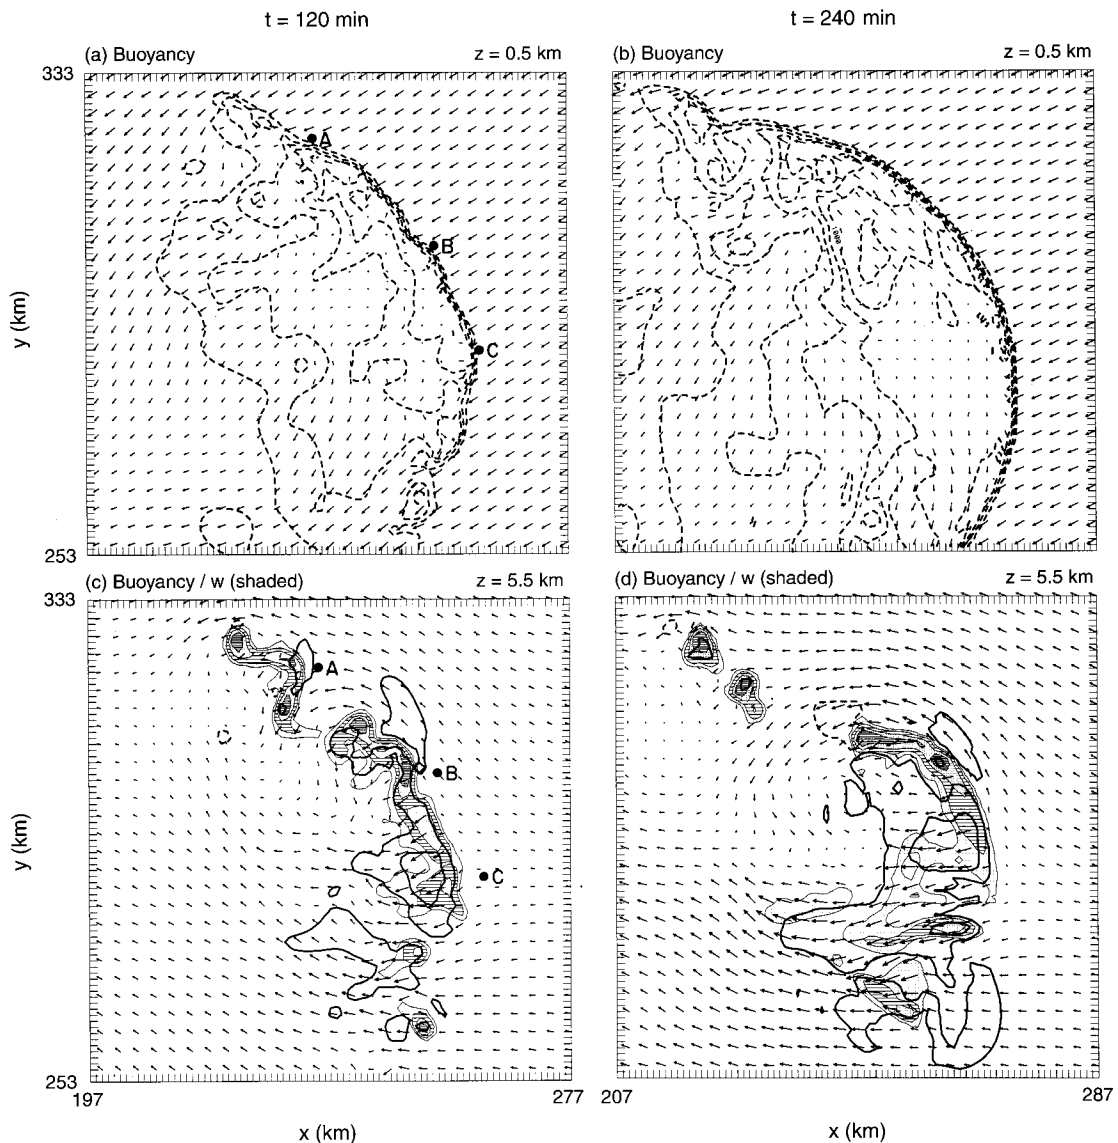 t = 120 min
t = 240 min
(a) Buoyancy
z = 0.5 km
(b) Buoyancy
z = 0.5 km
333
A
B
C
y (km)
253
(c) Buoyancy / w (shaded)
z = 5.5 km
(d) Buoyancy / w (shaded)
z = 5.5 km
333
A
B
C
y (km)
253
197
277
207
287
x (km)
x (km)